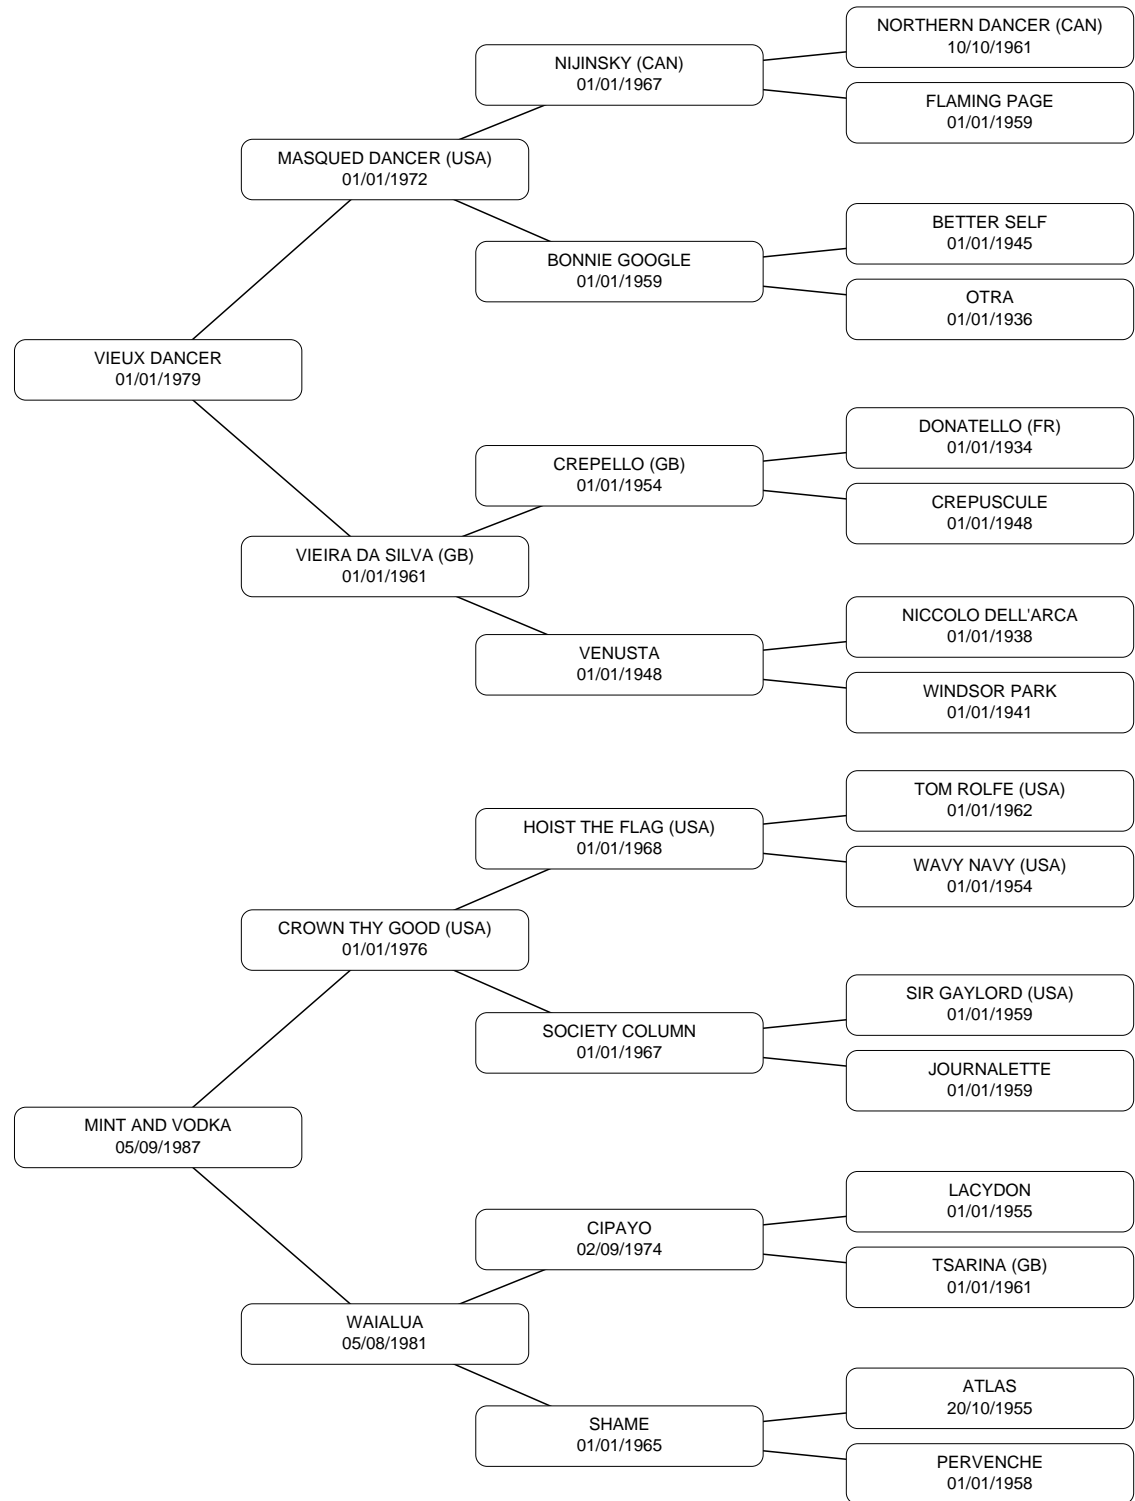 NORTHERN DANCER (CAN)
10/10/1961
NIJINSKY (CAN)
01/01/1967
FLAMING PAGE
01/01/1959
MASQUED DANCER (USA)
01/01/1972
BETTER SELF
01/01/1945
BONNIE GOOGLE
01/01/1959
OTRA
01/01/1936
VIEUX DANCER
01/01/1979
DONATELLO (FR)
01/01/1934
CREPELLO (GB)
01/01/1954
CREPUSCULE
01/01/1948
VIEIRA DA SILVA (GB)
01/01/1961
NICCOLO DELL'ARCA
01/01/1938
VENUSTA
01/01/1948
WINDSOR PARK
01/01/1941
TOM ROLFE (USA)
01/01/1962
HOIST THE FLAG (USA)
01/01/1968
WAVY NAVY (USA)
01/01/1954
CROWN THY GOOD (USA)
01/01/1976
SIR GAYLORD (USA)
01/01/1959
SOCIETY COLUMN
01/01/1967
JOURNALETTE
01/01/1959
MINT AND VODKA
05/09/1987
LACYDON
01/01/1955
CIPAYO
02/09/1974
TSARINA (GB)
01/01/1961
WAIALUA
05/08/1981
ATLAS
20/10/1955
SHAME
01/01/1965
PERVENCHE
01/01/1958